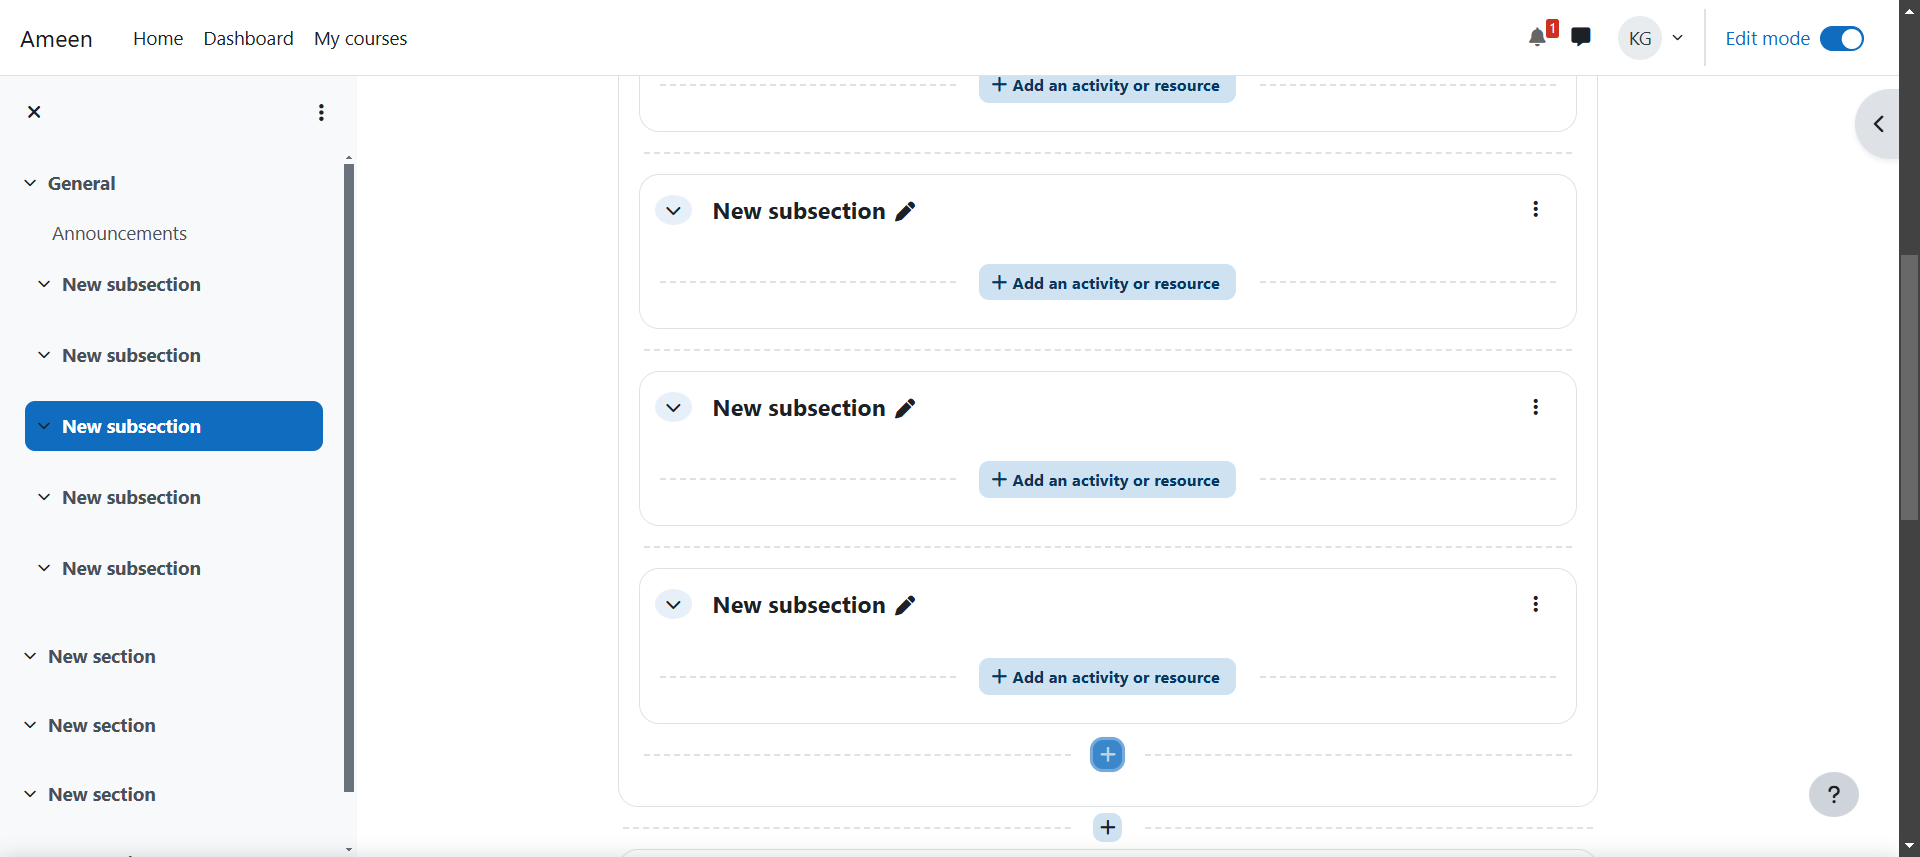 Ameen Home Dashboard My courses 1 KG Edit mode
General
Announcements
New subsection
New subsection
New subsection
New subsection
New subsection
New section
New section
New section
+ Add an activity or resource
New subsection
+ Add an activity or resource
New subsection
+ Add an activity or resource
New subsection
+ Add an activity or resource
+
+
?